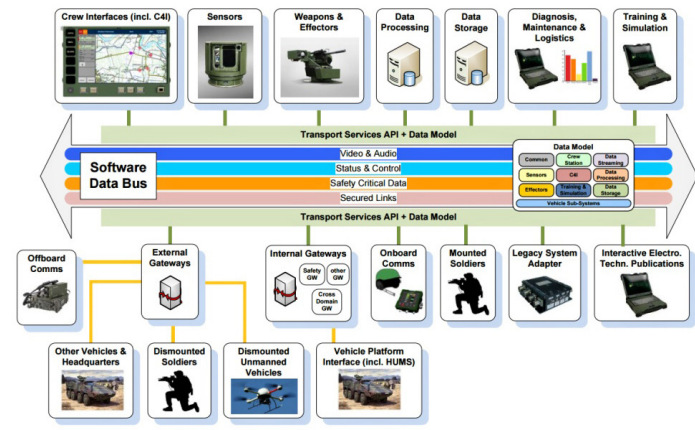 Crew Interfaces (incl. C4I)
Sensors
Weapons &
Effectors
Data
Processing
Data
Storage
Diagnosis,
Maintenance &
Logistics
Training &
Simulation
Transport Services API + Data Model
Software
Data Bus
Video & Audio
Status & Control
Safety Critical Data
Secured Links
Data Model
Common
Crew
Station
Data
Streaming
Sensors
C4I
Data
Processing
Effectors
Training &
Simulation
Data
Storage
Vehicle Sub-Systems
Transport Services API + Data Model
Offboard
Comms
External
Gateways
Internal Gateways
Safety
GW
other
GW
Cross
Domain
GW
Onboard
Comms
Mounted
Soldiers
Legacy System
Adapter
Interactive Electro.
Techn. Publications
Other Vehicles &
Headquarters
Dismounted
Soldiers
Dismounted
Unmanned
Vehicles
Vehicle Platform
Interface (incl. HUMS)